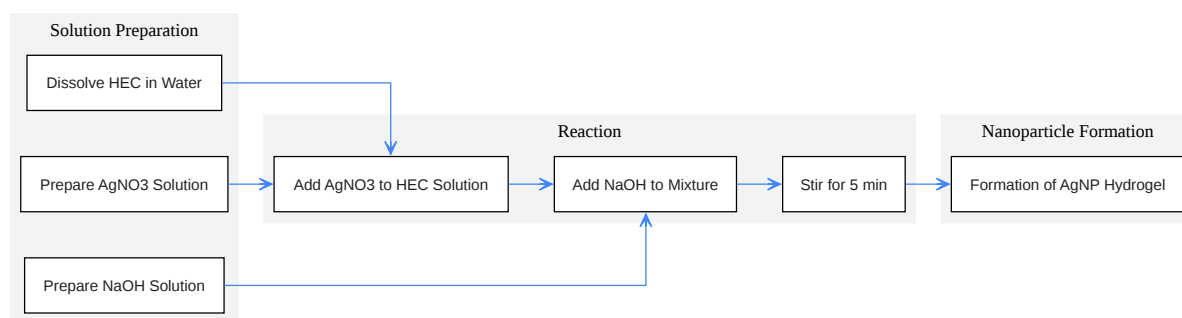 Solution Preparation
Dissolve HEC in Water
Prepare AgNO3 Solution
Prepare NaOH Solution
Reaction
Add AgNO3 to HEC Solution
Add NaOH to Mixture
Stir for 5 min
Nanoparticle Formation
Formation of AgNP Hydrogel